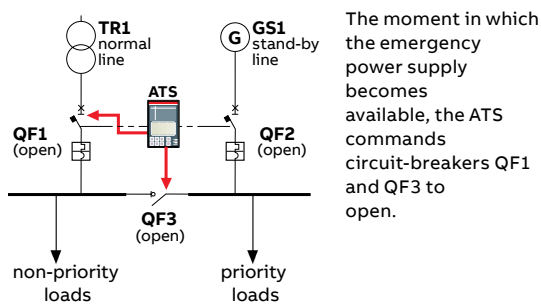 TR1
normal
line
G
GS1
stand-by
line
ATS
QF1
(open)
QF2
(open)
QF3
(open)
non-priority
loads
priority
loads
The moment in which
the emergency
power supply
becomes
available, the ATS
commands
circuit-breakers QF1
and QF3 to
open.